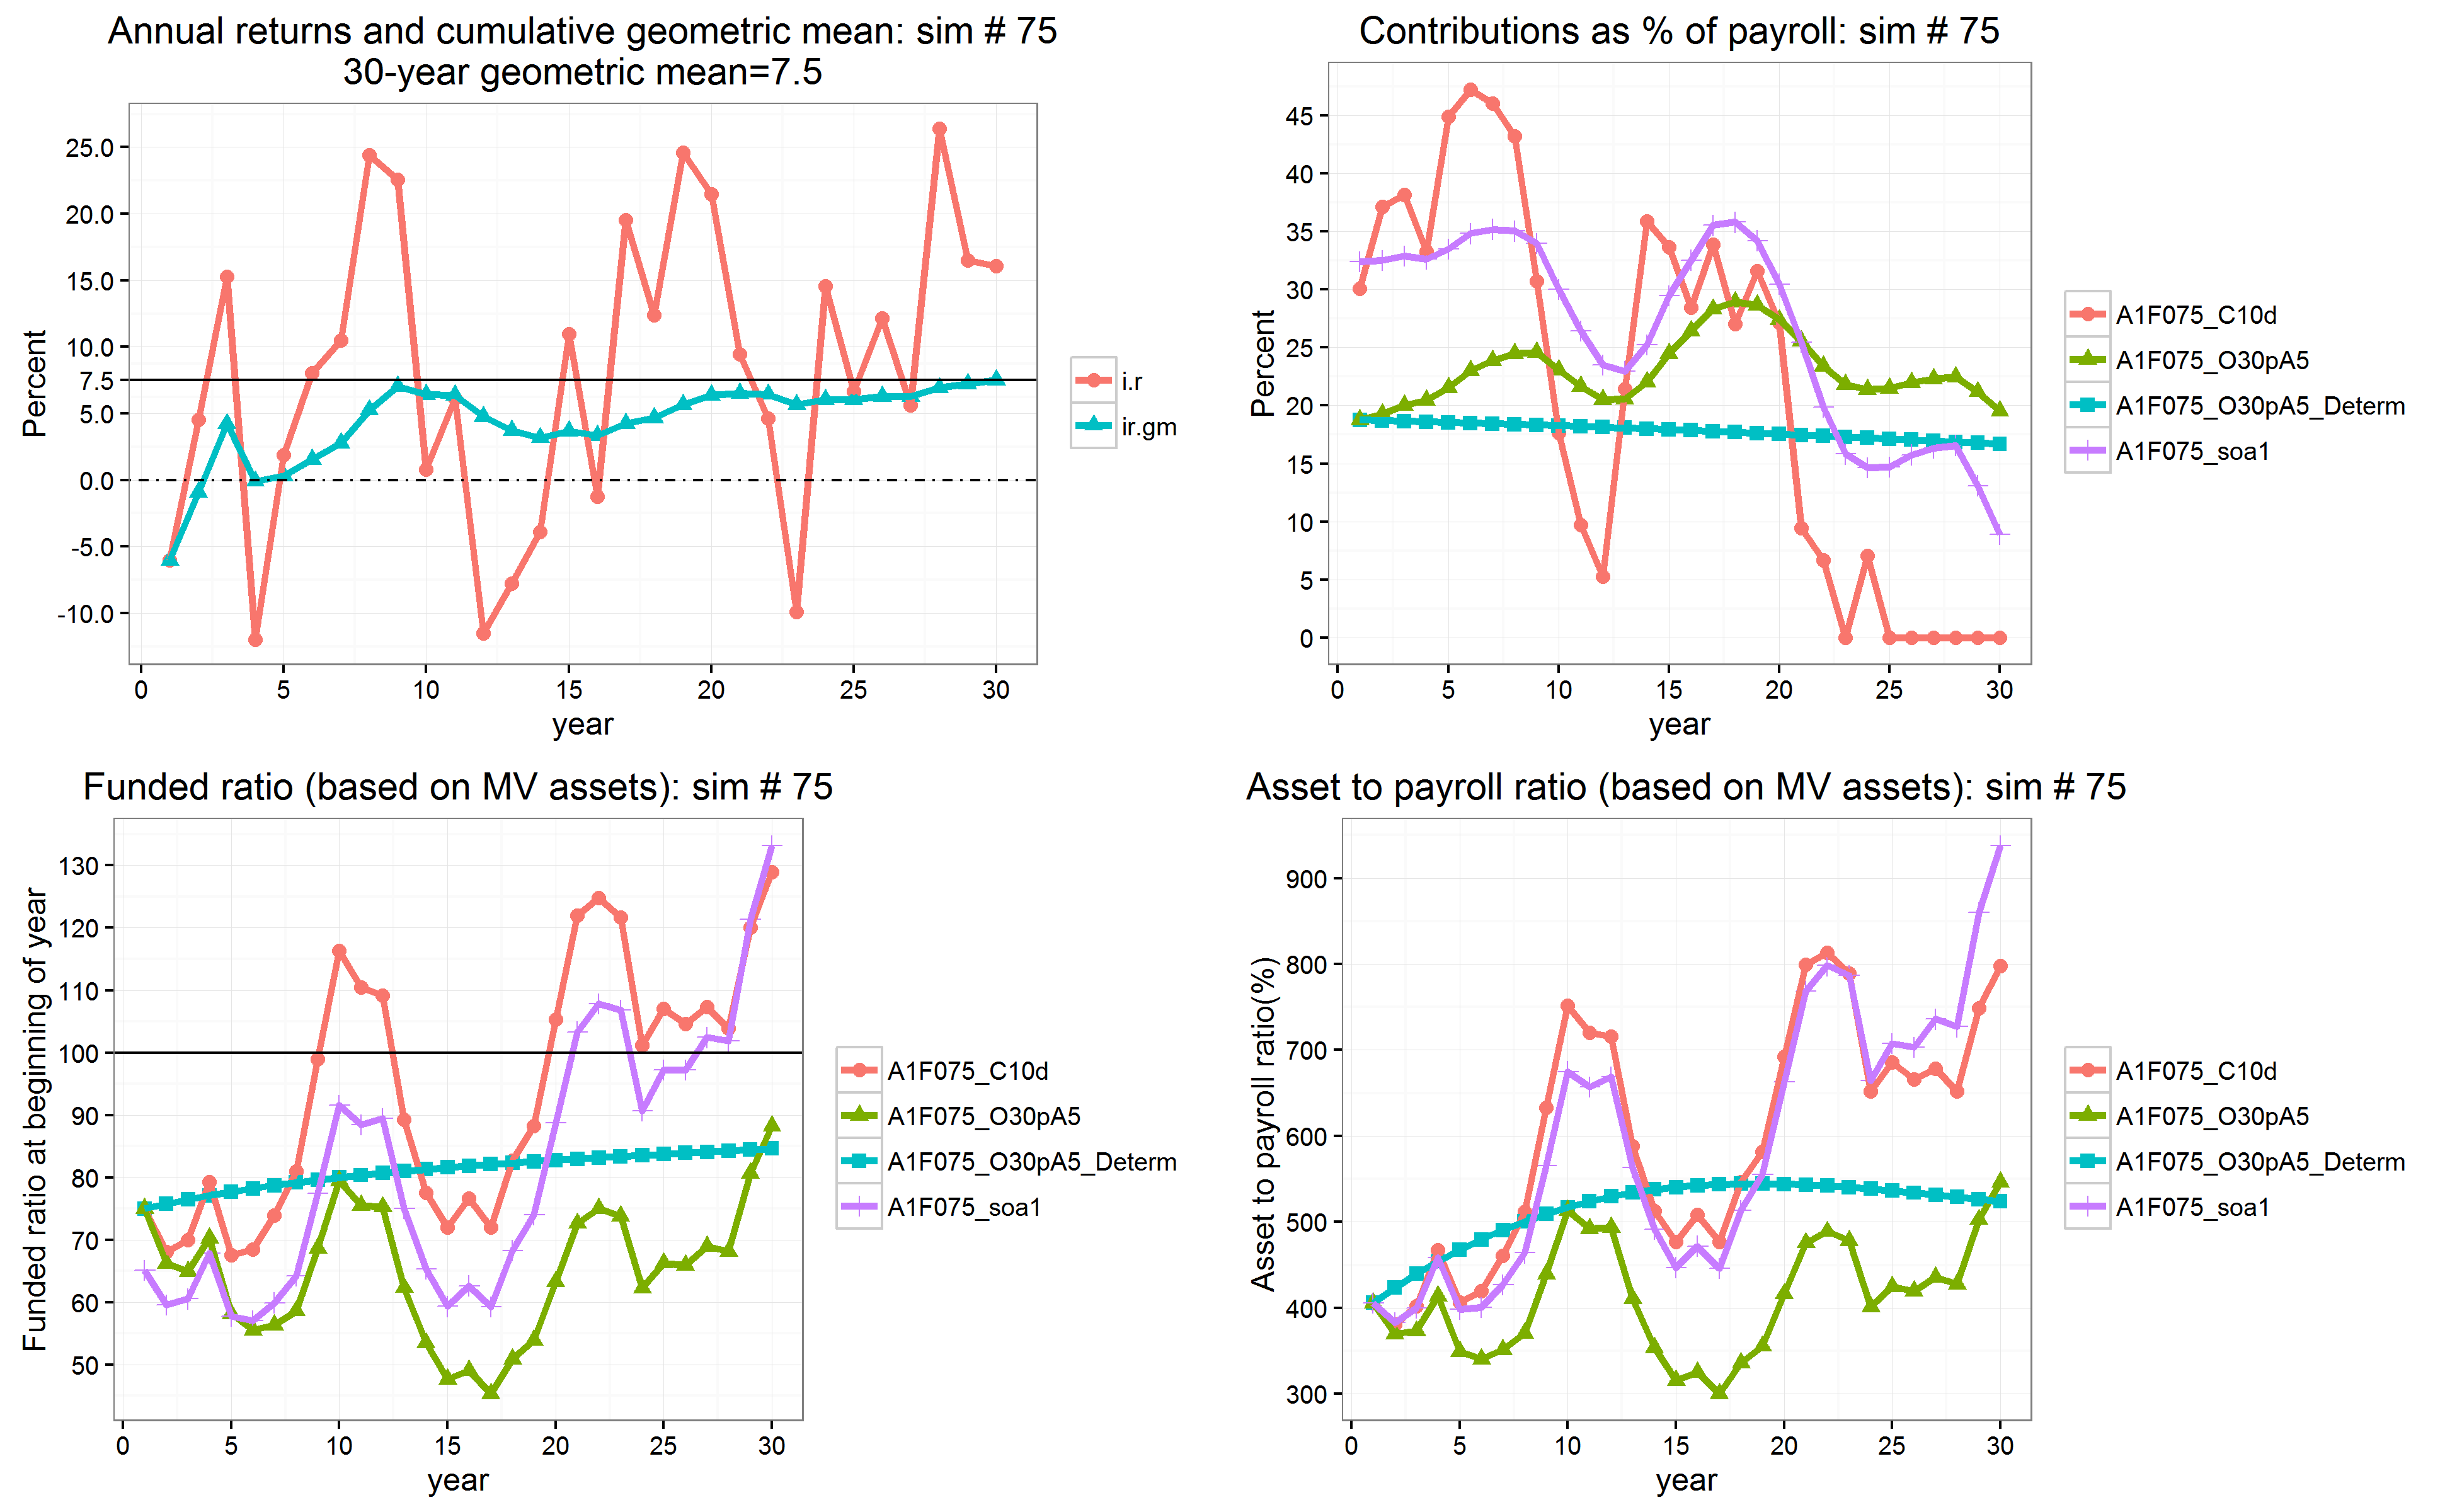 Annual returns and cumulative geometric mean: sim # 75
30-year geometric mean=7.5
25.0
20.0
15.0
10.0
7.5
5.0
0.0
-5.0
-10.0
Percent
0 5 10 15 20 25 30
year
i.r
ir.gm
Contributions as % of payroll: sim # 75
45
40
35
30
25
20
15
10
5
0
Percent
0 5 10 15 20 25 30
year
A1F075_C10d
A1F075_O30pA5
A1F075_O30pA5_Determ
A1F075_soa1
Funded ratio (based on MV assets): sim # 75
130
120
110
100
90
80
70
60
50
Funded ratio at beginning of year
0 5 10 15 20 25 30
year
A1F075_C10d
A1F075_O30pA5
A1F075_O30pA5_Determ
A1F075_soa1
Asset to payroll ratio (based on MV assets): sim # 75
900
800
700
600
500
400
300
Asset to payroll ratio(%)
0 5 10 15 20 25 30
year
A1F075_C10d
A1F075_O30pA5
A1F075_O30pA5_Determ
A1F075_soa1